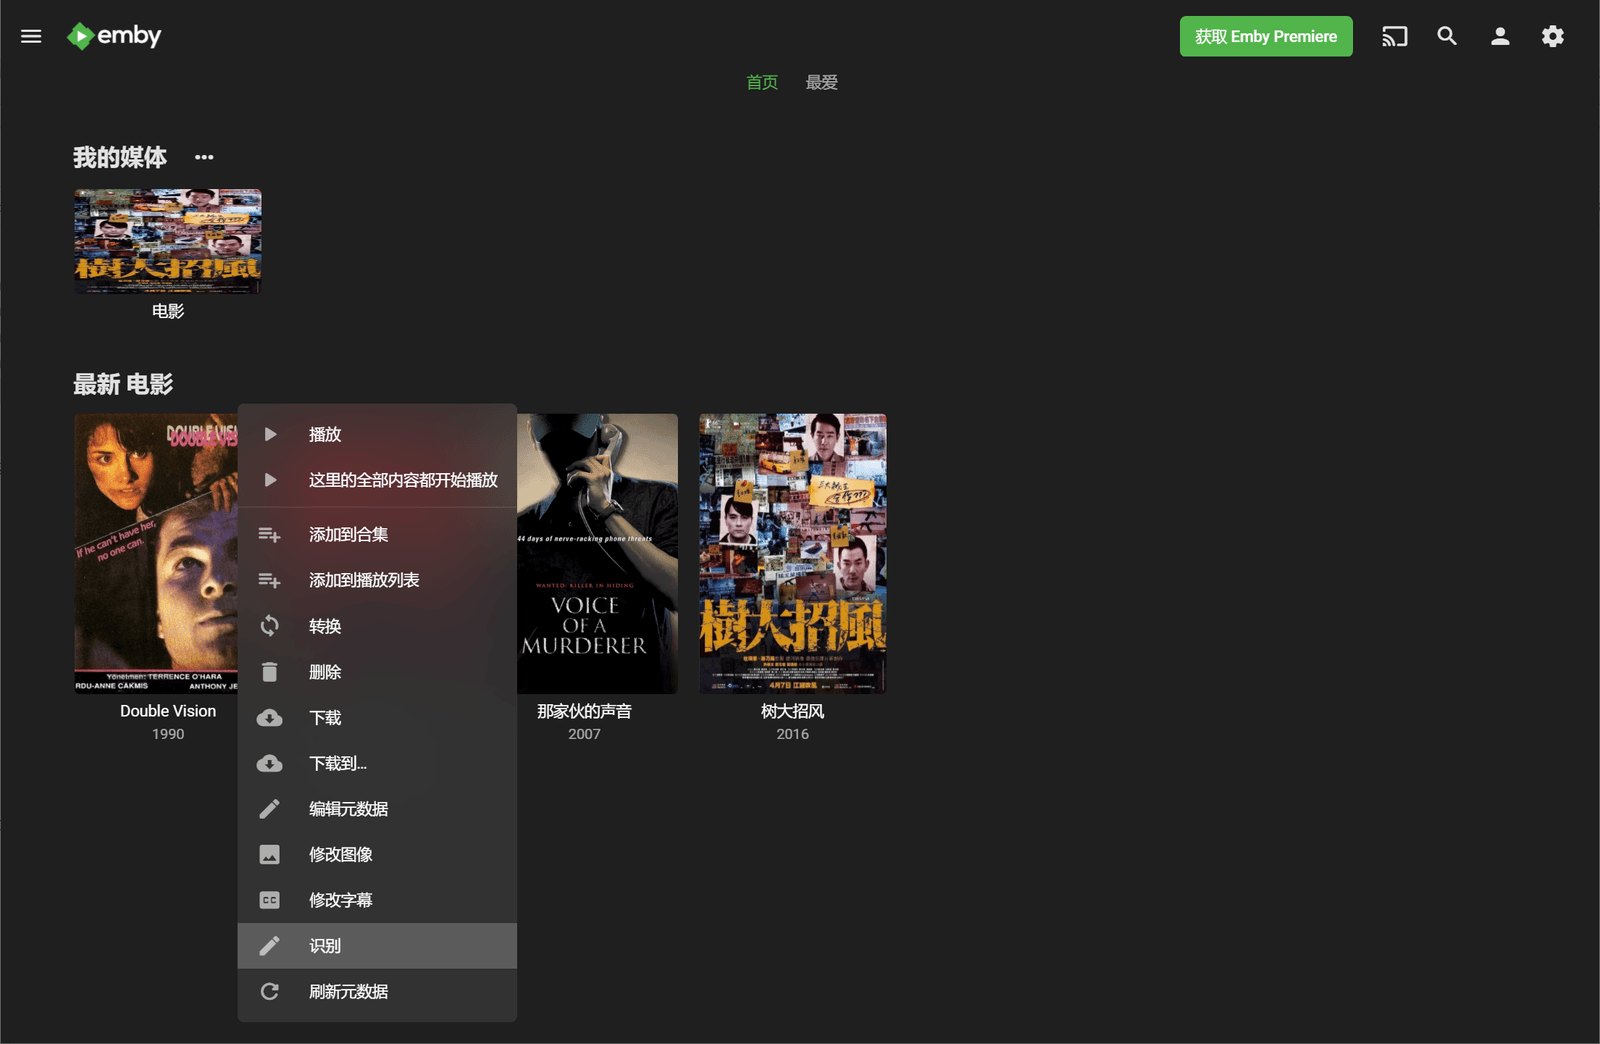 emby
获取 Emby Premiere
首页 最爱
我的媒体
樹大招風
电影
最新 电影
DOUBLE VIS
If he can't have her,
no one can.
Yönetmen: TERRENCE O'HARA
RDU-ANNE CAKMIS ANTHONY JE
Double Vision
1990
播放
这里的全部内容都开始播放
添加到合集
添加到播放列表
转换
删除
下载
下载到...
编辑元数据
修改图像
修改字幕
识别
刷新元数据
44 days of nerve-racking phone threats
WANTED: KILLER IN HIDING
VOICE
OF A
MURDERER
那家伙的声音
2007
樹大招風
4月7日 江湖
树大招风
2016